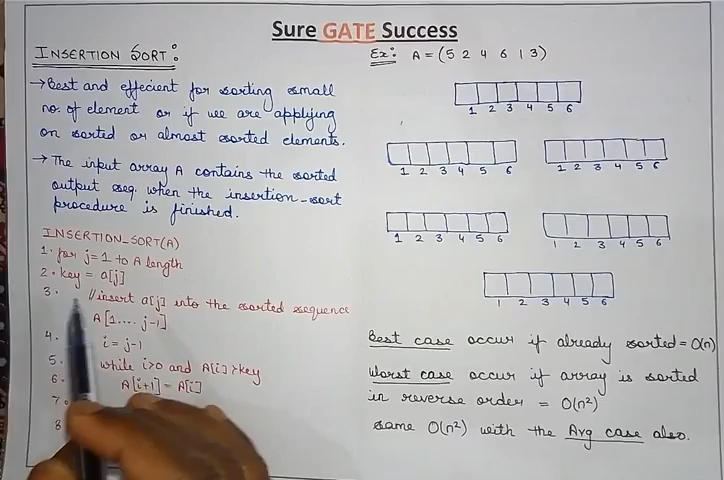 Sure GATE Success
INSERTION SORT:
→Best and effecient for sorting small
no. of element or if we are applying
on sorted or almost sorted elements.
→The input array A contains the sorted
output seq. when the insertion-sort
procedure is finished.
INSERTION_SORT(A)
1. for j=1 to A length
2. key = a[j]
3. //insert a[j] into the sorted sequence
A[1.... j-1]
4. i= j-1
5. while i>0 and A[i]>key
6. A[i+1] = A[i]
7.
8
Ex:- A = (5 2 4 6 1 3)
1 2 3 4 5 6
1 2 3 4 5 6
1 2 3 4 5 6
1 2 3 4 5 6
1 2 3 4 5 6
1 2 3 4 5 6
Best case occur if already sorted = O(n)
Worst case occur if array is sorted
in reverse order = O(n²)
same O(n²) with the Avg case also.